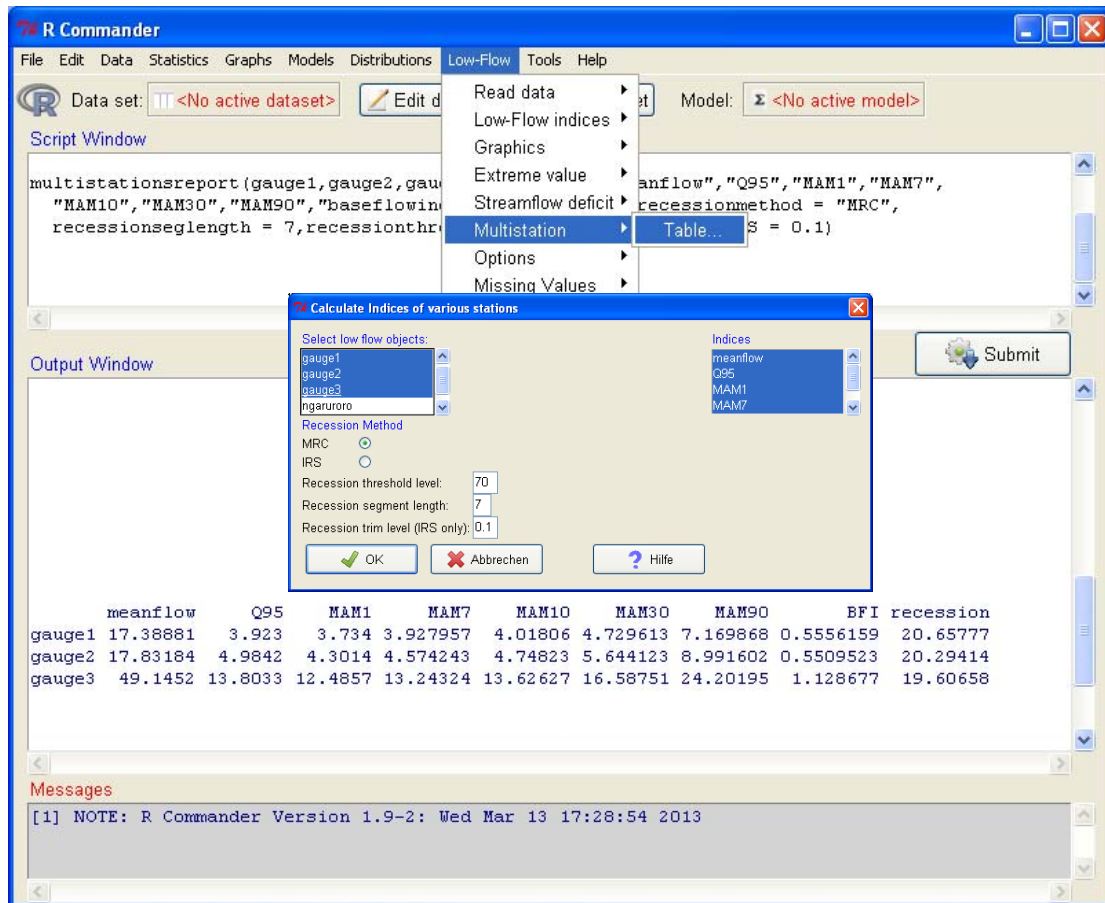 R Commander
File Edit Data Statistics Graphs Models Distributions Low-Flow Tools Help
Data set: <No active dataset> Edit d et Model: Σ <No active model>
Script Window
multistationsreport(gauge1,gauge2,gau anflow","Q95","MAM1","MAM7",
"MAM10","MAM30","MAM90","baseflowin recessionmethod = "MRC",
recessionseglength = 7,recessionthr S = 0.1)
Read data
Low-Flow indices
Graphics
Extreme value
Streamflow deficit
Multistation
Table...
Options
Missing Values
Calculate Indices of various stations
Select low flow objects: Indices
gauge1 meanflow
gauge2 Q95
gauge3 MAM1
ngaruroro MAM7
Recession Method
MRC
IRS
Recession threshold level: 70
Recession segment length: 7
Recession trim level (IRS only): 0.1
OK Abbrechen Hilfe
Submit
Output Window
meanflow Q95 MAM1 MAM7 MAM10 MAM30 MAM90 BFI recession
gauge1 17.38881 3.923 3.734 3.927957 4.01806 4.729613 7.169868 0.5556159 20.65777
gauge2 17.83184 4.9842 4.3014 4.574243 4.74823 5.644123 8.991602 0.5509523 20.29414
gauge3 49.1452 13.8033 12.4857 13.24324 13.62627 16.58751 24.20195 1.128677 19.60658
Messages
[1] NOTE: R Commander Version 1.9-2: Wed Mar 13 17:28:54 2013